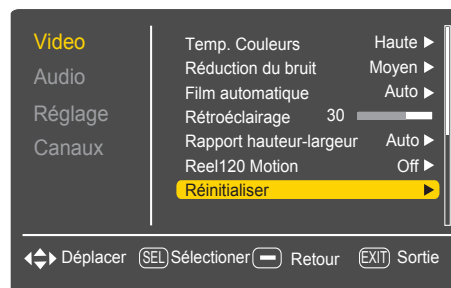 Video
Audio
Réglage
Canaux
Temp. Couleurs Haute
Réduction du bruit Moyen
Film automatique Auto
Rétroéclairage 30
Rapport hauteur-largeur Auto
Reel120 Motion Off
Réinitialiser
Déplacer SEL Sélectioner Retour EXIT Sortie